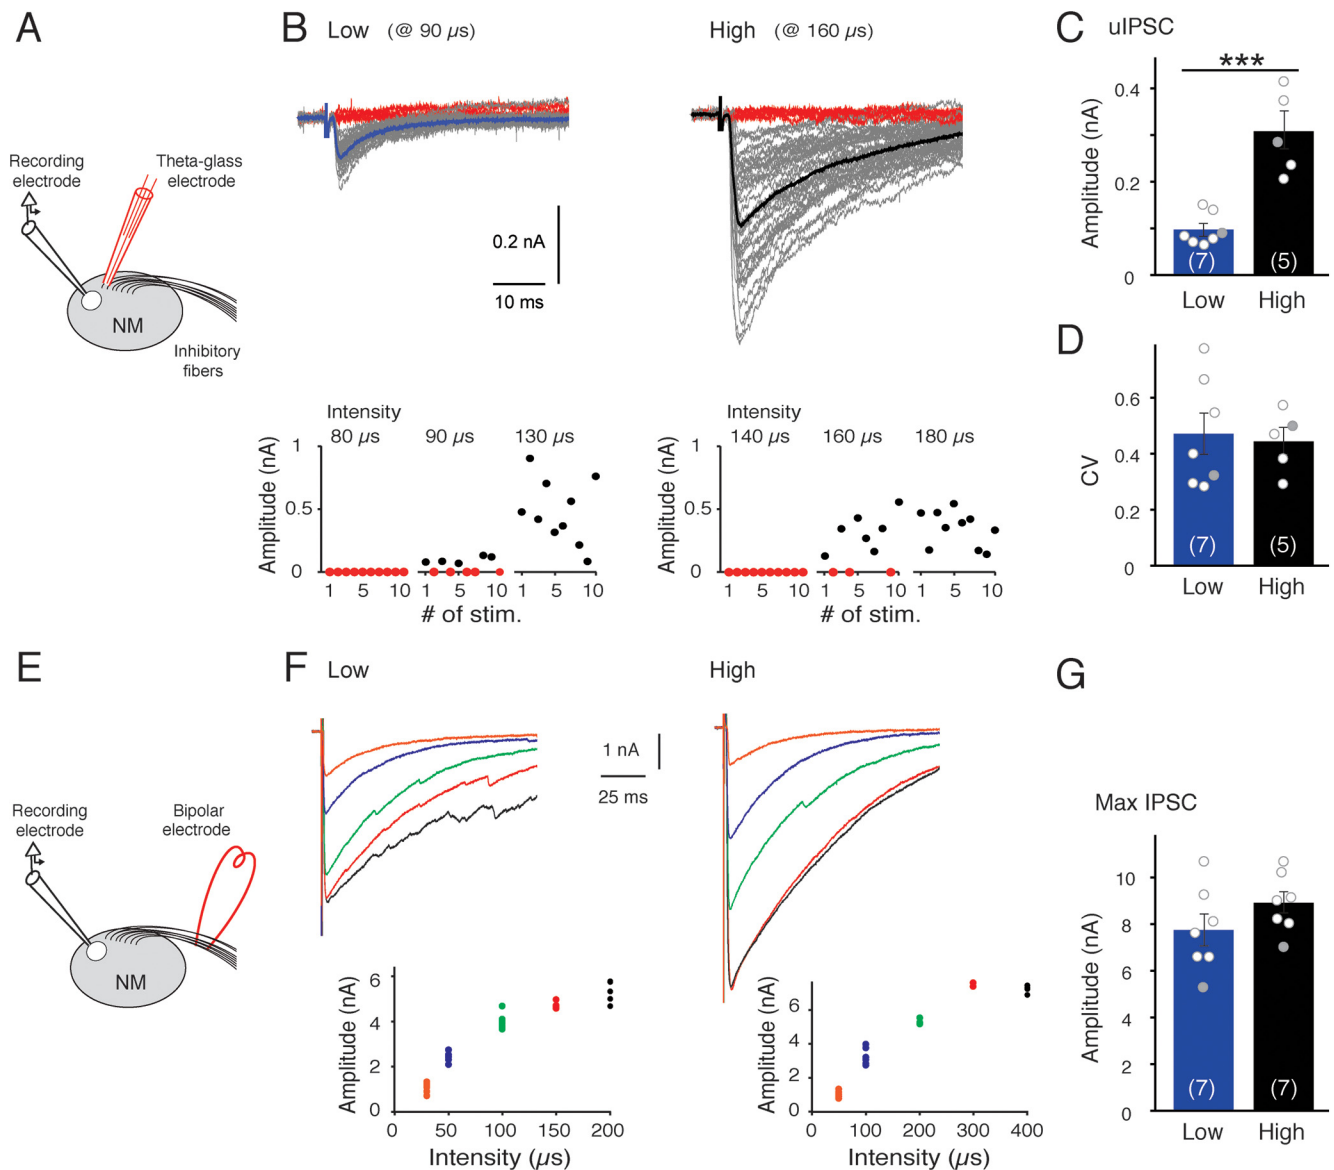 A
Recording
electrode
Theta-glass
electrode
NM
Inhibitory
fibers
B
Low (@ 90 µs)
High (@ 160 µs)
0.2 nA
10 ms
Intensity
80 µs 90 µs 130 µs
Amplitude (nA)
1
0.5
0
1 5 10 1 5 10 1 5 10
# of stim.
Intensity
140 µs 160 µs 180 µs
Amplitude (nA)
1
0.5
0
1 5 10 1 5 10 1 5 10
# of stim.
C
uIPSC
***
Amplitude (nA)
0.4
0.2
0
(7) (5)
Low High
D
CV
0.6
0.4
0.2
0
(7) (5)
Low High
E
Recording
electrode
Bipolar
electrode
NM
F
Low
High
1 nA
25 ms
Amplitude (nA)
6
4
2
0
0 50 100 150 200
Intensity (µs)
Amplitude (nA)
6
4
2
0
0 100 200 300 400
Intensity (µs)
G
Max IPSC
Amplitude (nA)
10
8
6
4
2
0
(7) (7)
Low High